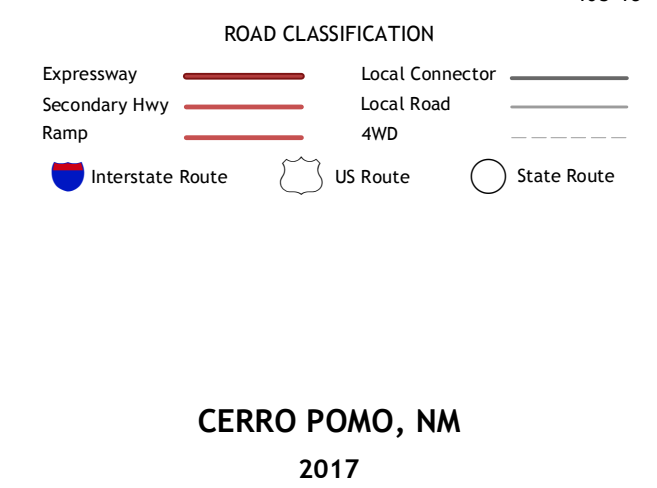 ROAD CLASSIFICATION
Expressway
Local Connector
Secondary Hwy
Local Road
Ramp
4WD
Interstate Route
US Route
State Route
CERRO POMO, NM
2017